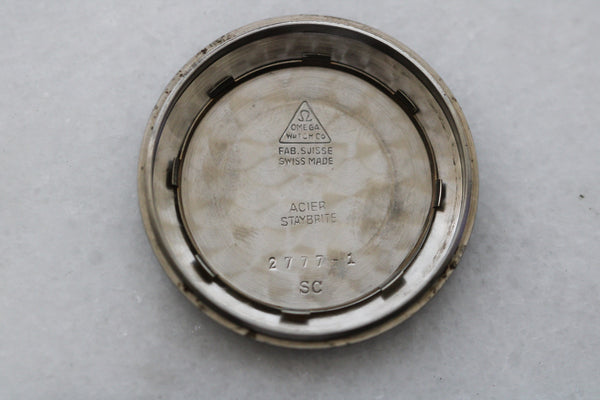 Ω
OMEGA
WATCH CO
FAB. SUISSE
SWISS MADE
ACIER
STAYBRITE
2777-1
SC